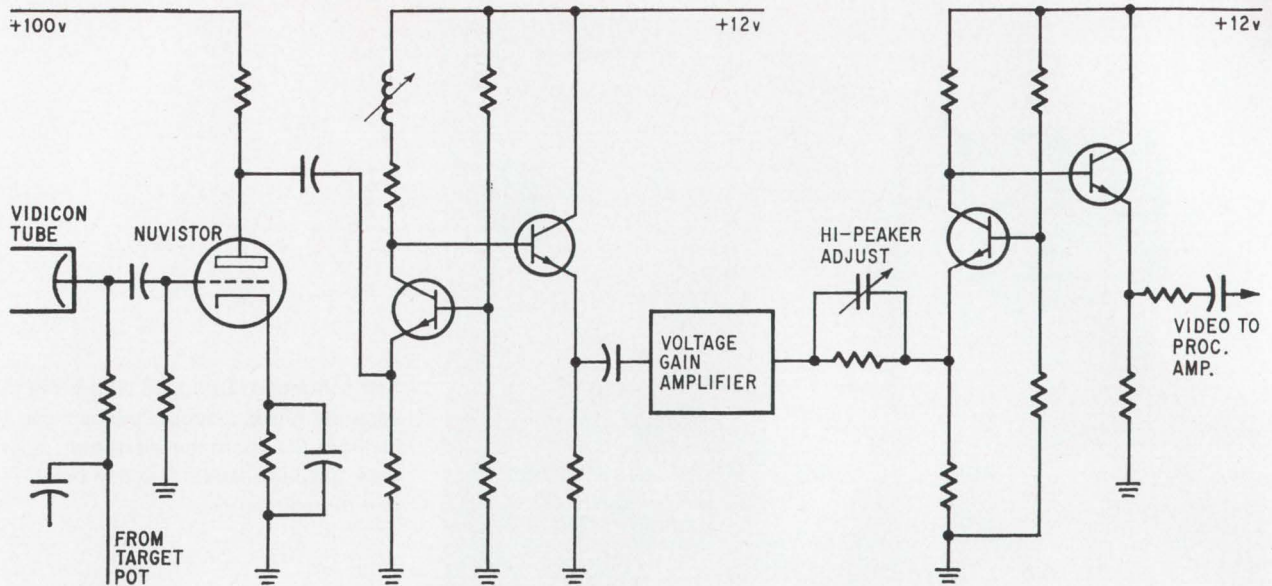 +100v
+12v
+12v
VIDICON
TUBE
NUVISTOR
HI-PEAKER
ADJUST
VOLTAGE
GAIN
AMPLIFIER
VIDEO TO
PROC.
AMP.
FROM
TARGET
POT